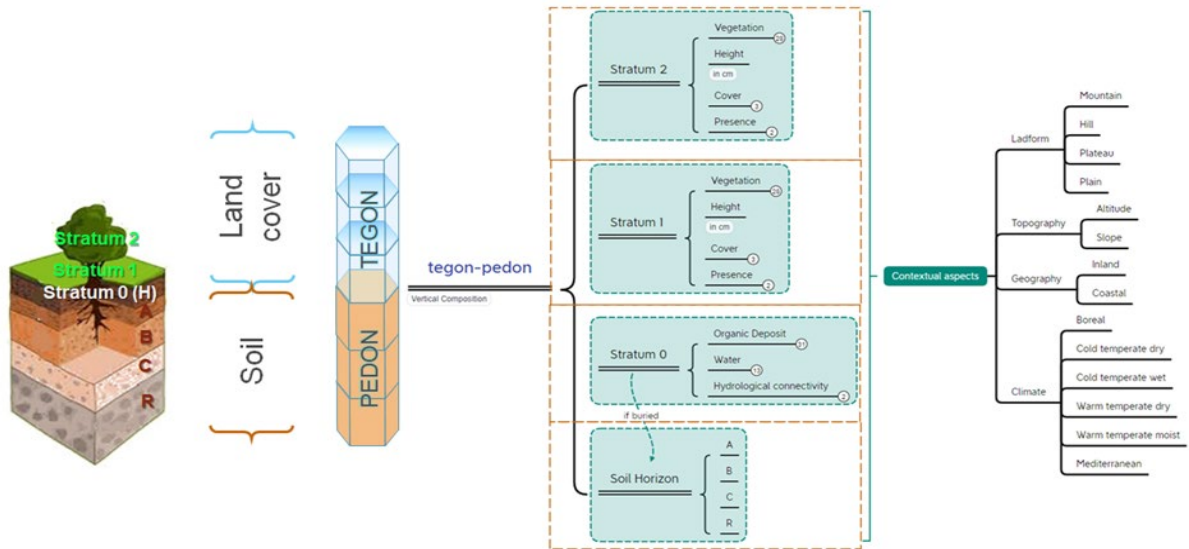 Stratum 2
Stratum 1
Stratum 0 (H)
A
B
C
R
Land
cover
Soil
TEGON
PEDON
tegon-pedon
Vertical Composition
Stratum 2
Vegetation
28
Height
in cm
Cover
3
Presence
2
Stratum 1
Vegetation
28
Height
in cm
Cover
3
Presence
2
Stratum 0
Organic Deposit
31
Water
13
Hydrological connectivity
2
if buried
Soil Horizon
A
B
C
R
Contextual aspects
Ladform
Mountain
Hill
Plateau
Plain
Topography
Altitude
Slope
Geography
Inland
Coastal
Climate
Boreal
Cold temperate dry
Cold temperate wet
Warm temperate dry
Warm temperate moist
Mediterranean